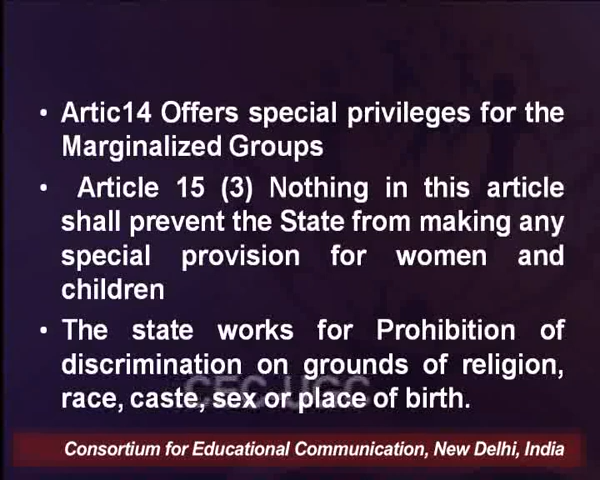 • Artic14 Offers special privileges for the
Marginalized Groups
• Article 15 (3) Nothing in this article
shall prevent the State from making any
special provision for women and
children
• The state works for Prohibition of
discrimination on grounds of religion,
race, caste, sex or place of birth.
CEC UGC
Consortium for Educational Communication, New Delhi, India